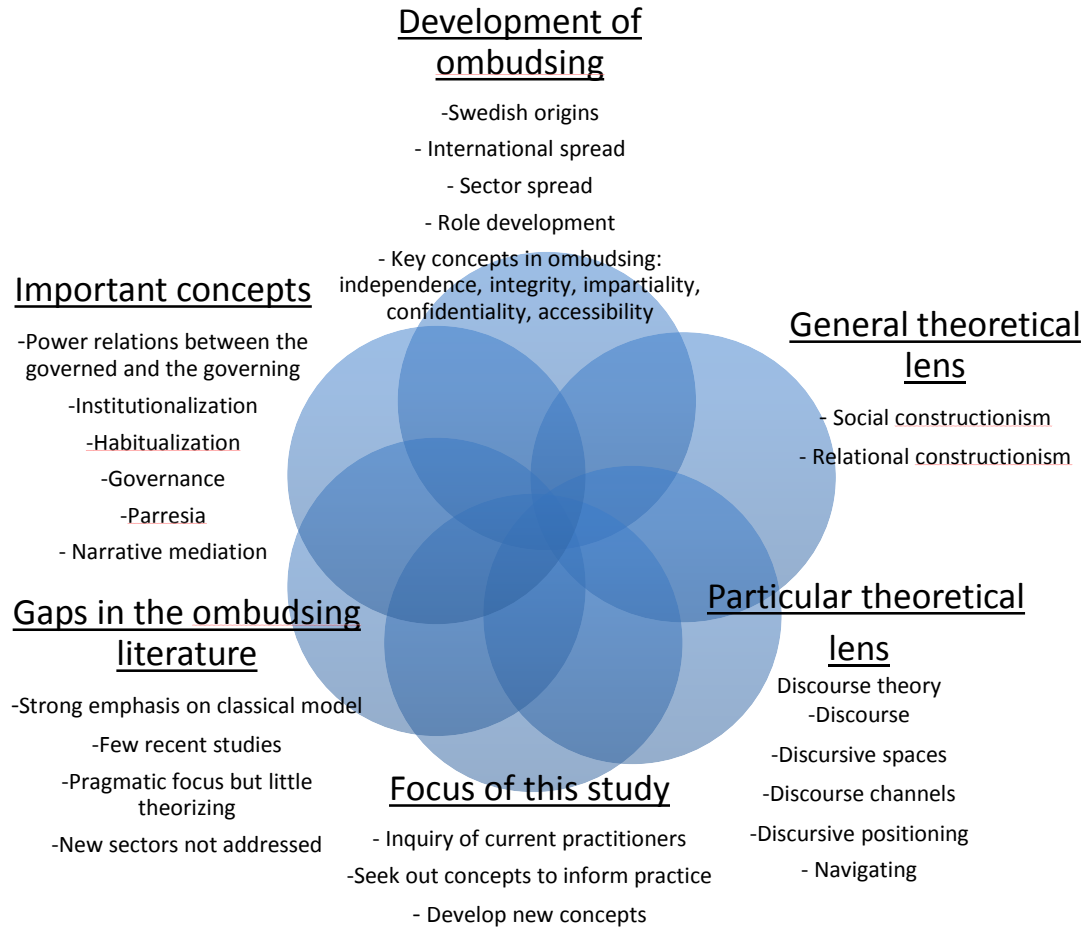 Development of
ombudsing
-Swedish origins
- International spread
- Sector spread
- Role development
- Key concepts in ombudsing:
independence, integrity, impartiality,
confidentiality, accessibility
General theoretical
lens
- Social constructionism
- Relational constructionism
Particular theoretical
lens
Discourse theory
-Discourse
-Discursive spaces
-Discourse channels
-Discursive positioning
- Navigating
Focus of this study
- Inquiry of current practitioners
-Seek out concepts to inform practice
- Develop new concepts
Gaps in the ombudsing
literature
-Strong emphasis on classical model
-Few recent studies
-Pragmatic focus but little
theorizing
-New sectors not addressed
Important concepts
-Power relations between the
governed and the governing
-Institutionalization
-Habitualization
-Governance
-Parresia
- Narrative mediation